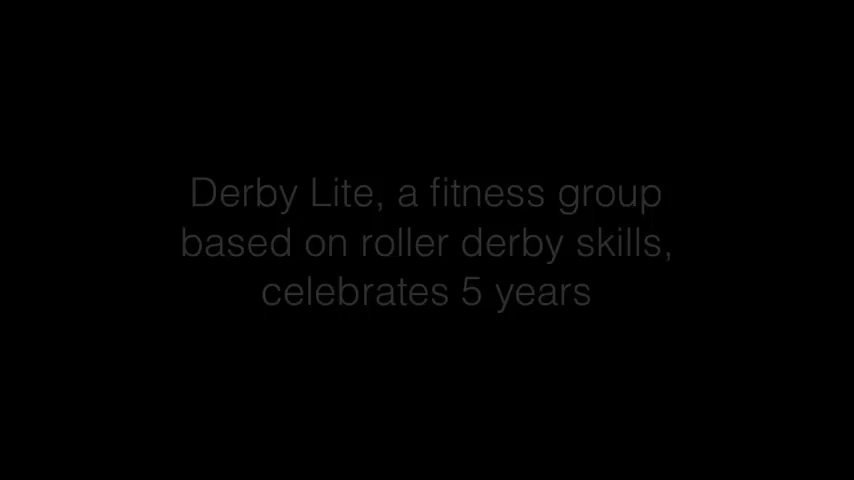 Derby Lite, a fitness group
based on roller derby skills,
celebrates 5 years